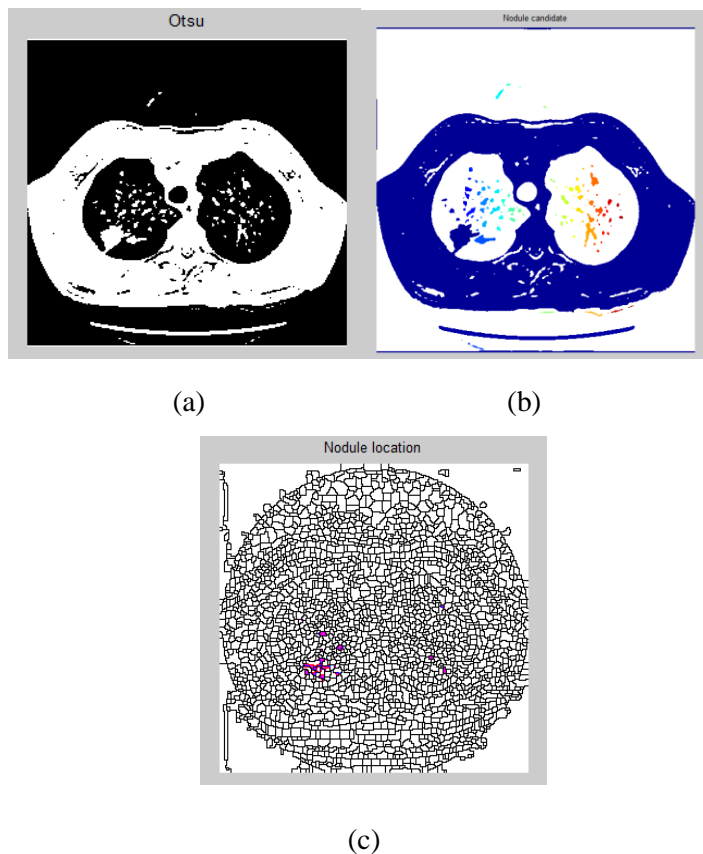 Otsu
Nodule candidate
(a)
(b)
Nodule location
(c)